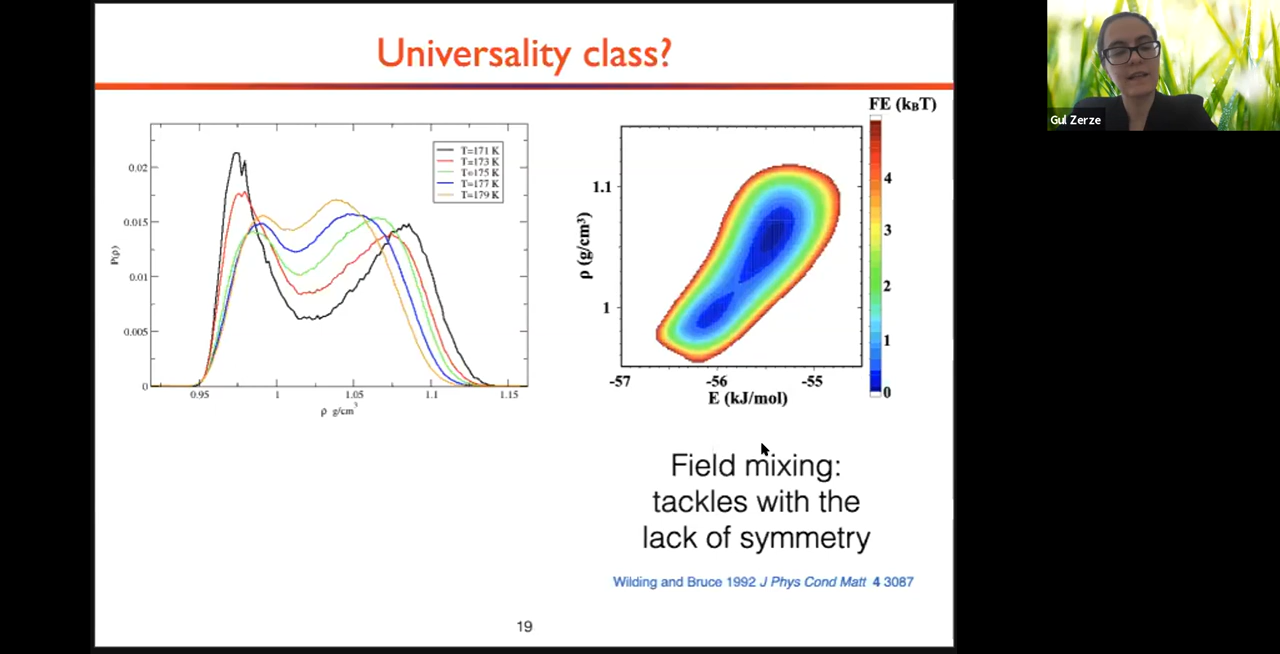 Universality class?
Gul Zerze
T=171 K
T=173 K
T=175 K
T=177 K
T=179 K
0.02
0.015
0.01
0.005
0
P(ρ)
0.95
1
1.05
1.1
1.15
ρ g/cm³
FE (kBT)
4
3
2
1
0
1.1
1
ρ (g/cm³)
-57
-56
-55
E (kJ/mol)
Field mixing:
tackles with the
lack of symmetry
Wilding and Bruce 1992 J Phys Cond Matt 4 3087
19